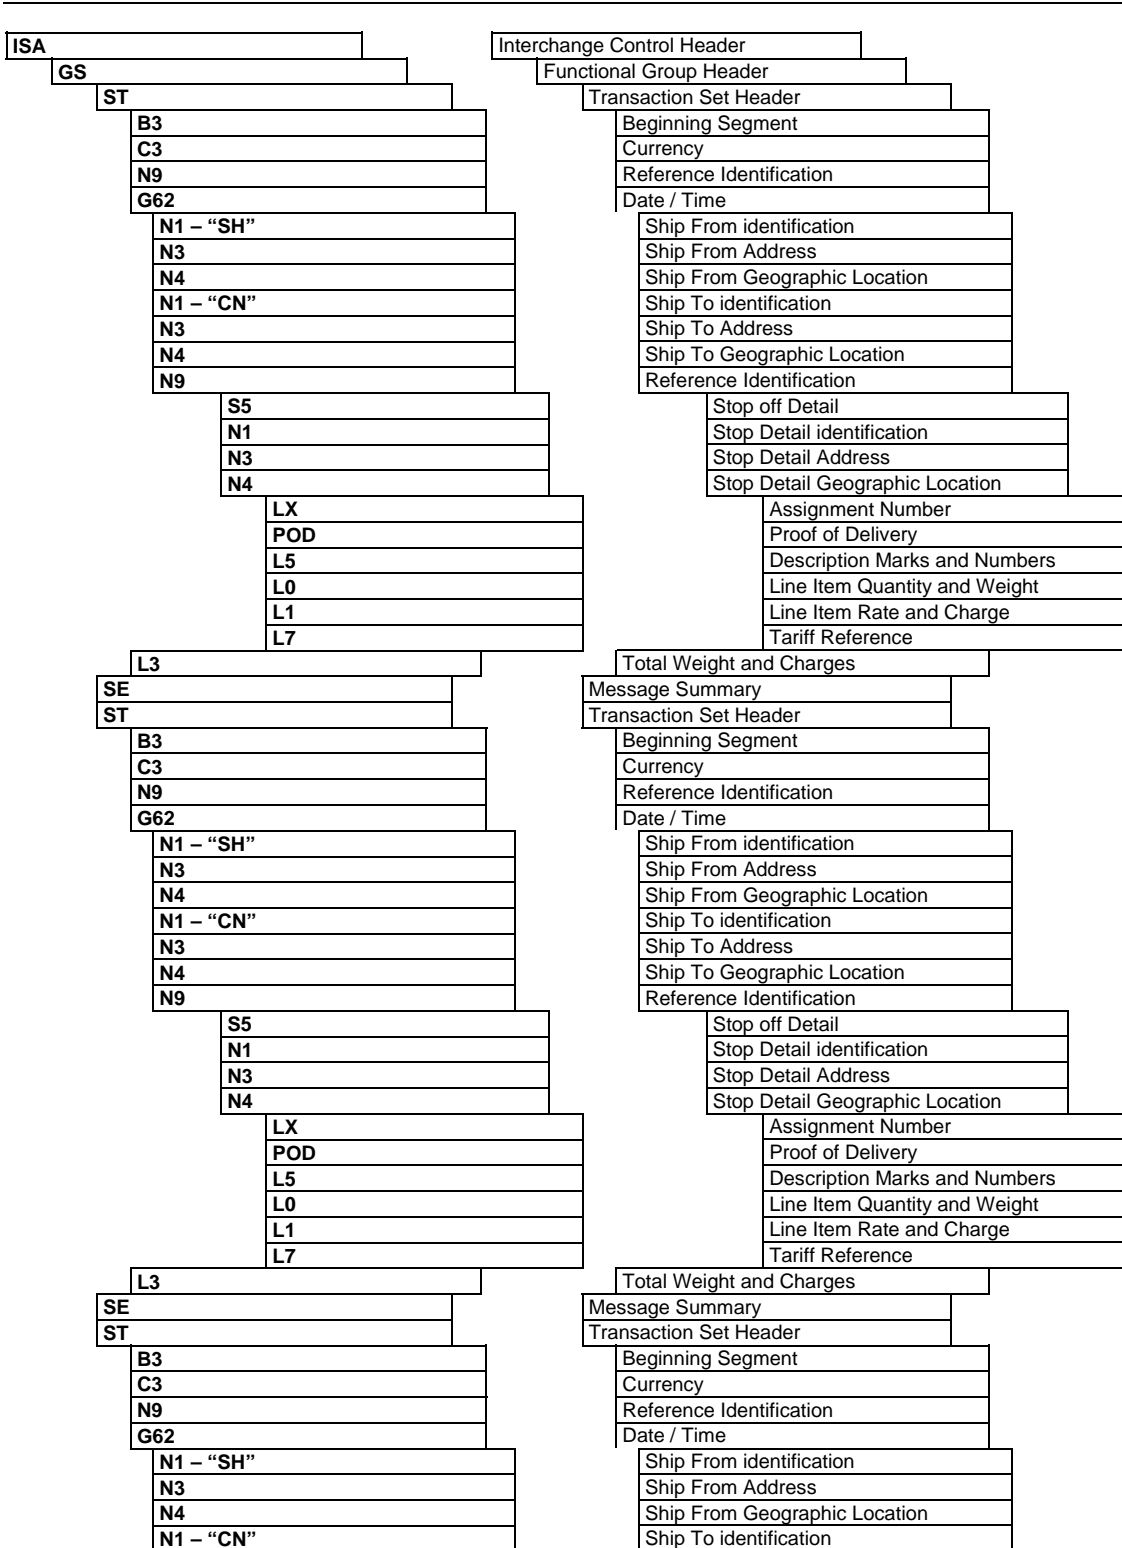 ISA Interchange Control Header
GS Functional Group Header
ST Transaction Set Header
B3 Beginning Segment
C3 Currency
N9 Reference Identification
G62 Date / Time
N1 – “SH” Ship From identification
N3 Ship From Address
N4 Ship From Geographic Location
N1 – “CN” Ship To identification
N3 Ship To Address
N4 Ship To Geographic Location
N9 Reference Identification
S5 Stop off Detail
N1 Stop Detail identification
N3 Stop Detail Address
N4 Stop Detail Geographic Location
LX Assignment Number
POD Proof of Delivery
L5 Description Marks and Numbers
L0 Line Item Quantity and Weight
L1 Line Item Rate and Charge
L7 Tariff Reference
L3 Total Weight and Charges
SE Message Summary
ST Transaction Set Header
B3 Beginning Segment
C3 Currency
N9 Reference Identification
G62 Date / Time
N1 – “SH” Ship From identification
N3 Ship From Address
N4 Ship From Geographic Location
N1 – “CN” Ship To identification
N3 Ship To Address
N4 Ship To Geographic Location
N9 Reference Identification
S5 Stop off Detail
N1 Stop Detail identification
N3 Stop Detail Address
N4 Stop Detail Geographic Location
LX Assignment Number
POD Proof of Delivery
L5 Description Marks and Numbers
L0 Line Item Quantity and Weight
L1 Line Item Rate and Charge
L7 Tariff Reference
L3 Total Weight and Charges
SE Message Summary
ST Transaction Set Header
B3 Beginning Segment
C3 Currency
N9 Reference Identification
G62 Date / Time
N1 – “SH” Ship From identification
N3 Ship From Address
N4 Ship From Geographic Location
N1 – “CN” Ship To identification